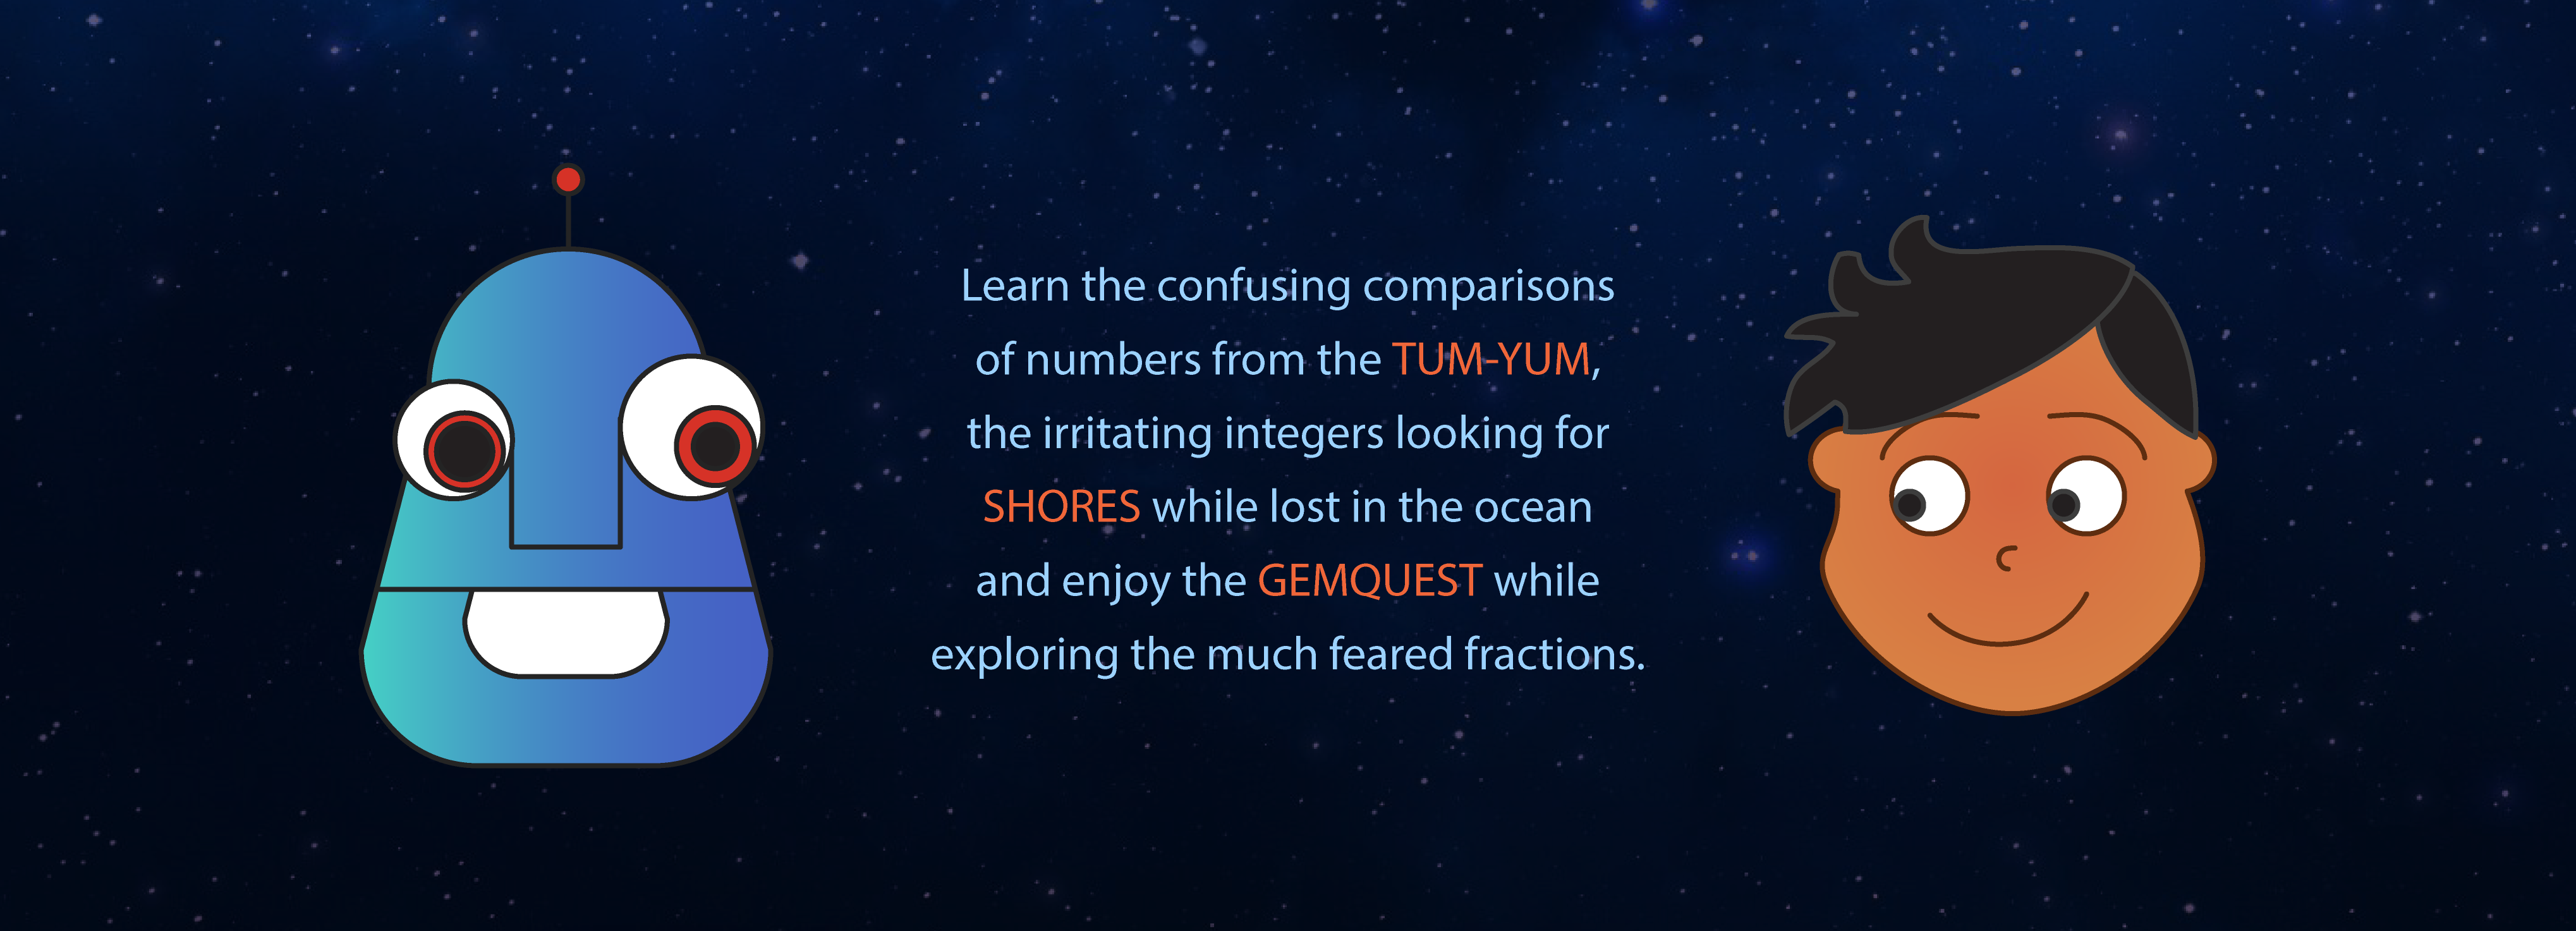 Learn the confusing comparisons
of numbers from the TUM-YUM,
the irritating integers looking for
SHORES while lost in the ocean
and enjoy the GEMQUEST while
exploring the much feared fractions.